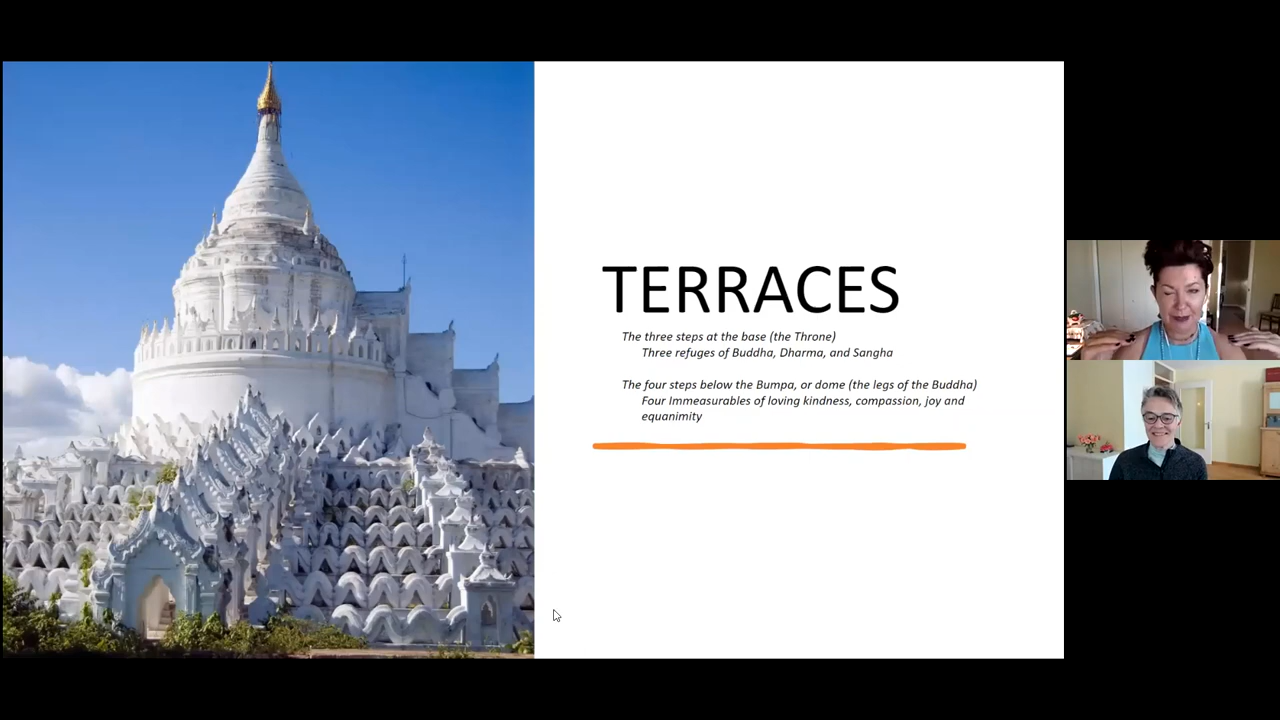 TERRACES
The three steps at the base (the Throne)
Three refuges of Buddha, Dharma, and Sangha
The four steps below the Bumpa, or dome (the legs of the Buddha)
Four Immeasurables of loving kindness, compassion, joy and
equanimity